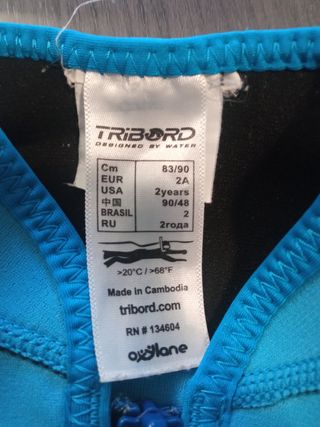 TRIBORD
DESIGNED BY WATER
Cm 83/90
EUR 2A
USA 2years
中国 90/48
BRASIL 2
RU 2года
>20°C / >68°F
Made in Cambodia
tribord.com
RN # 134604
oxylane